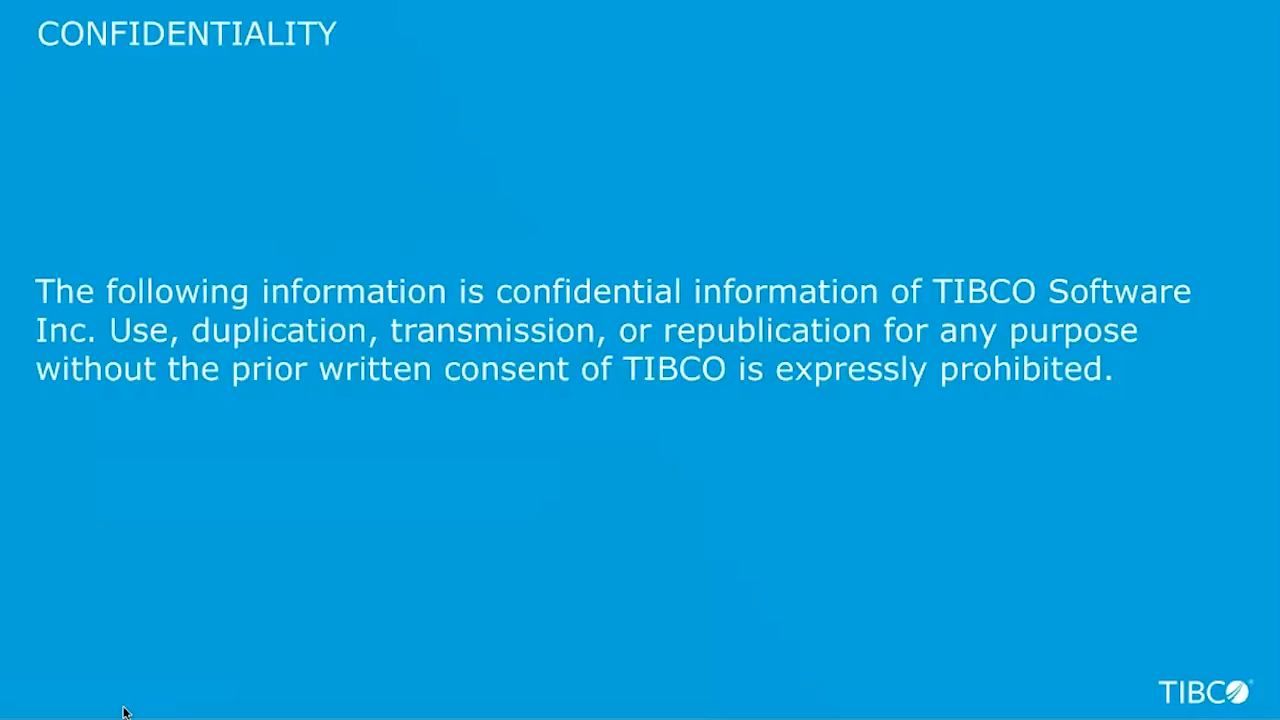 CONFIDENTIALITY
The following information is confidential information of TIBCO Software
Inc. Use, duplication, transmission, or republication for any purpose
without the prior written consent of TIBCO is expressly prohibited.
TIBCO